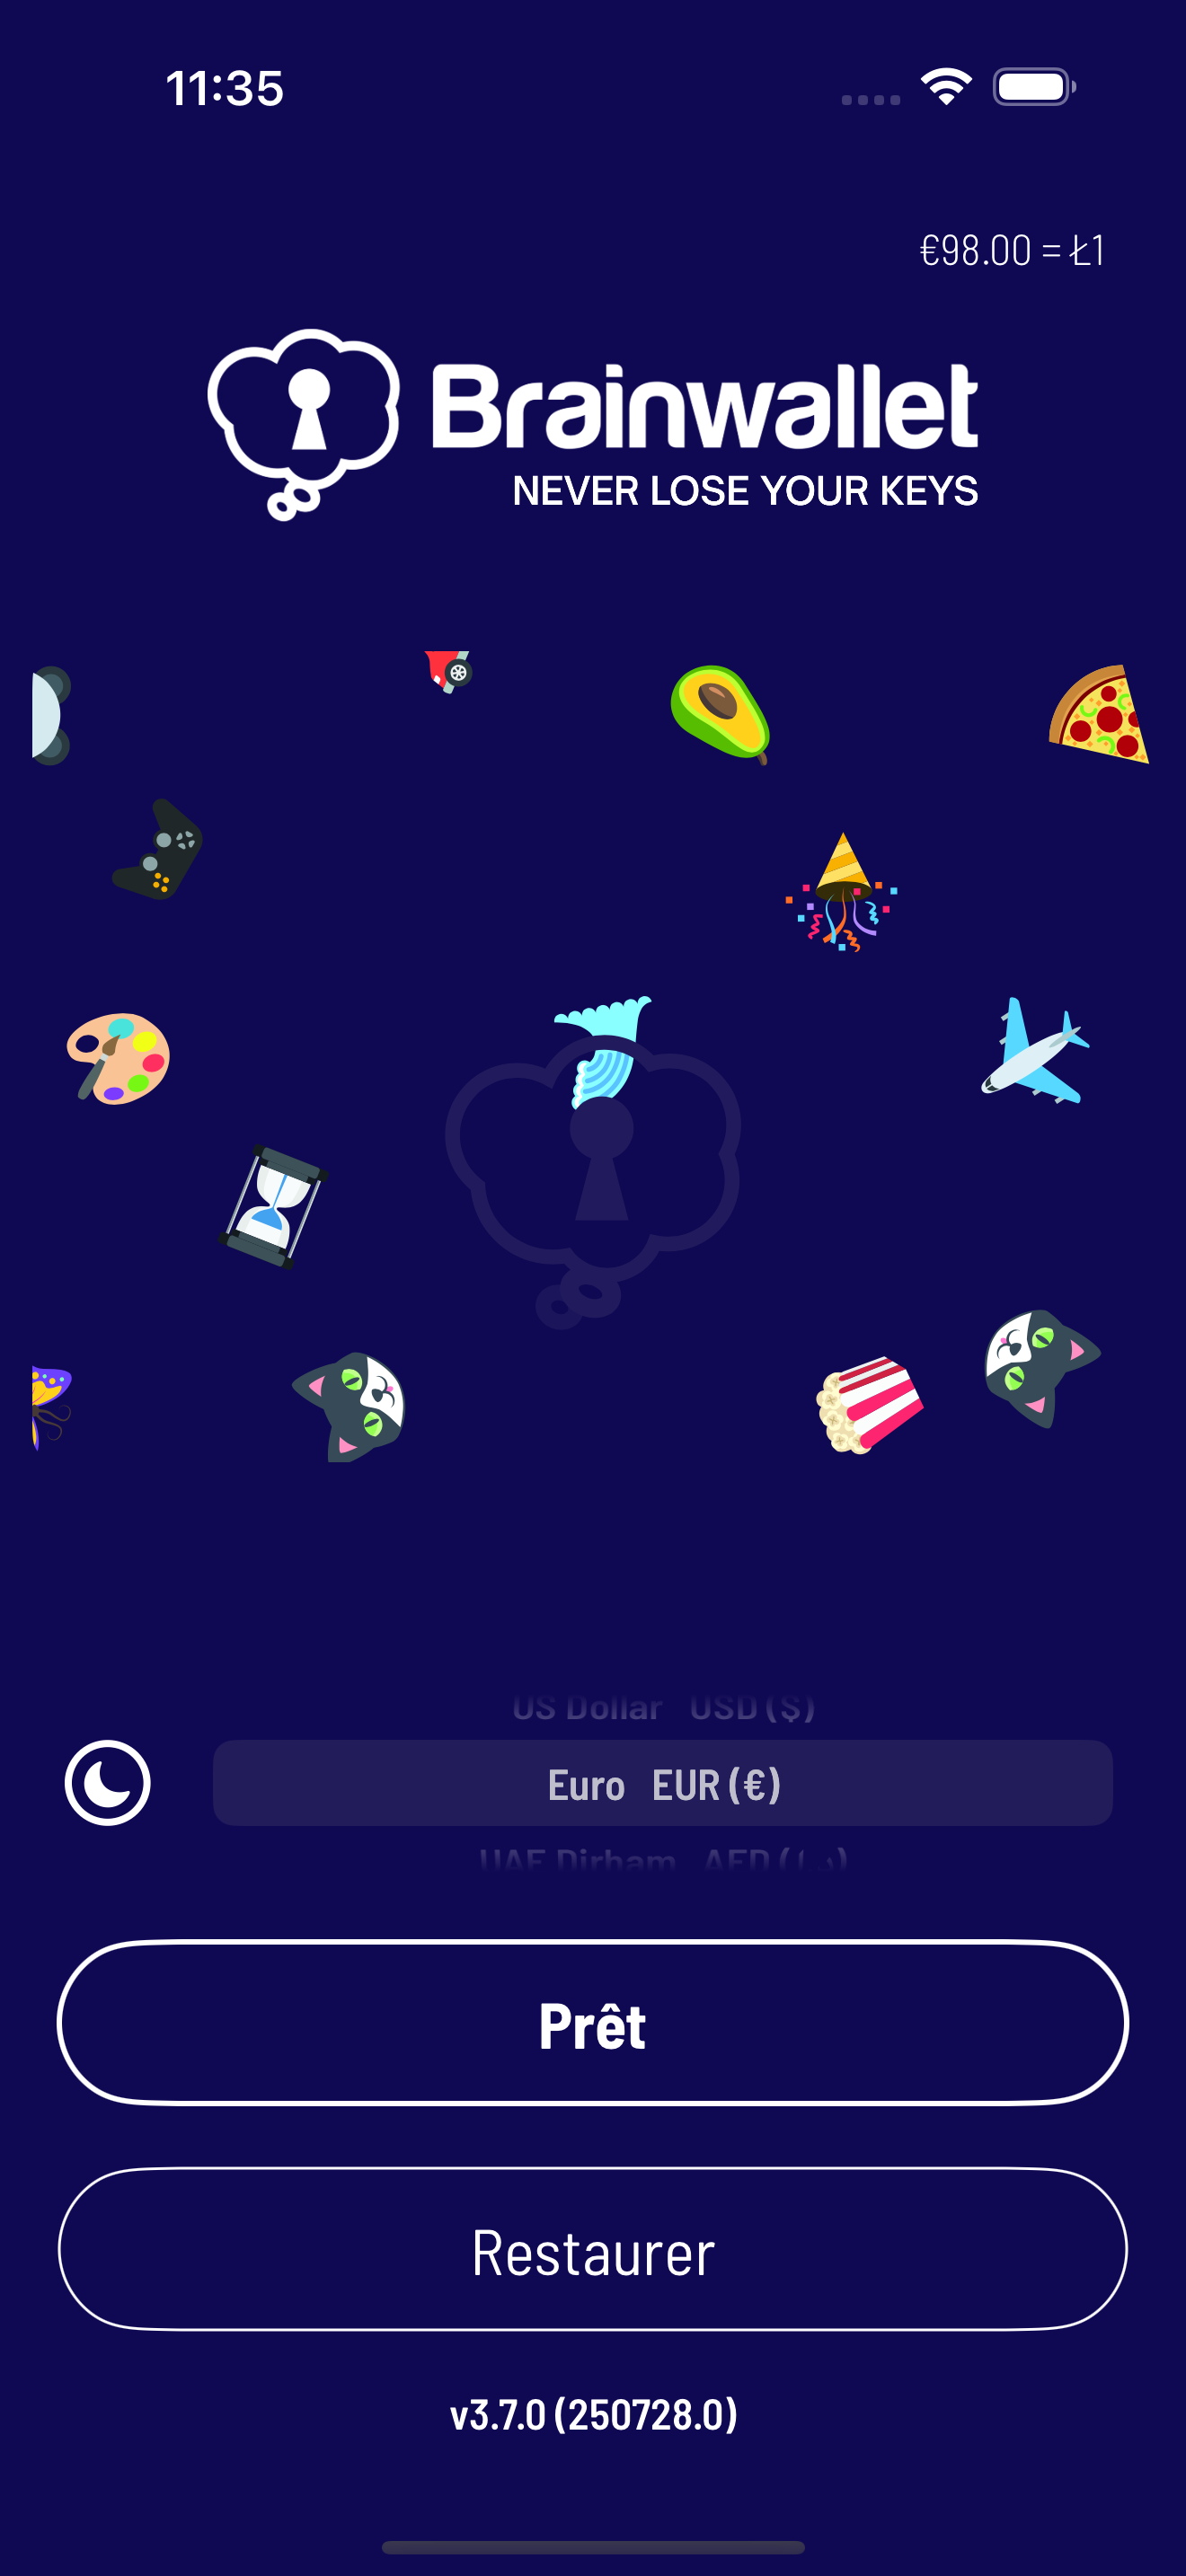 11:35
€98.00 = Ł1
Brainwallet
NEVER LOSE YOUR KEYS
US Dollar USD ($)
Euro EUR (€)
UAE Dirham AED (د.إ)
Prêt
Restaurer
v3.7.0 (250728.0)